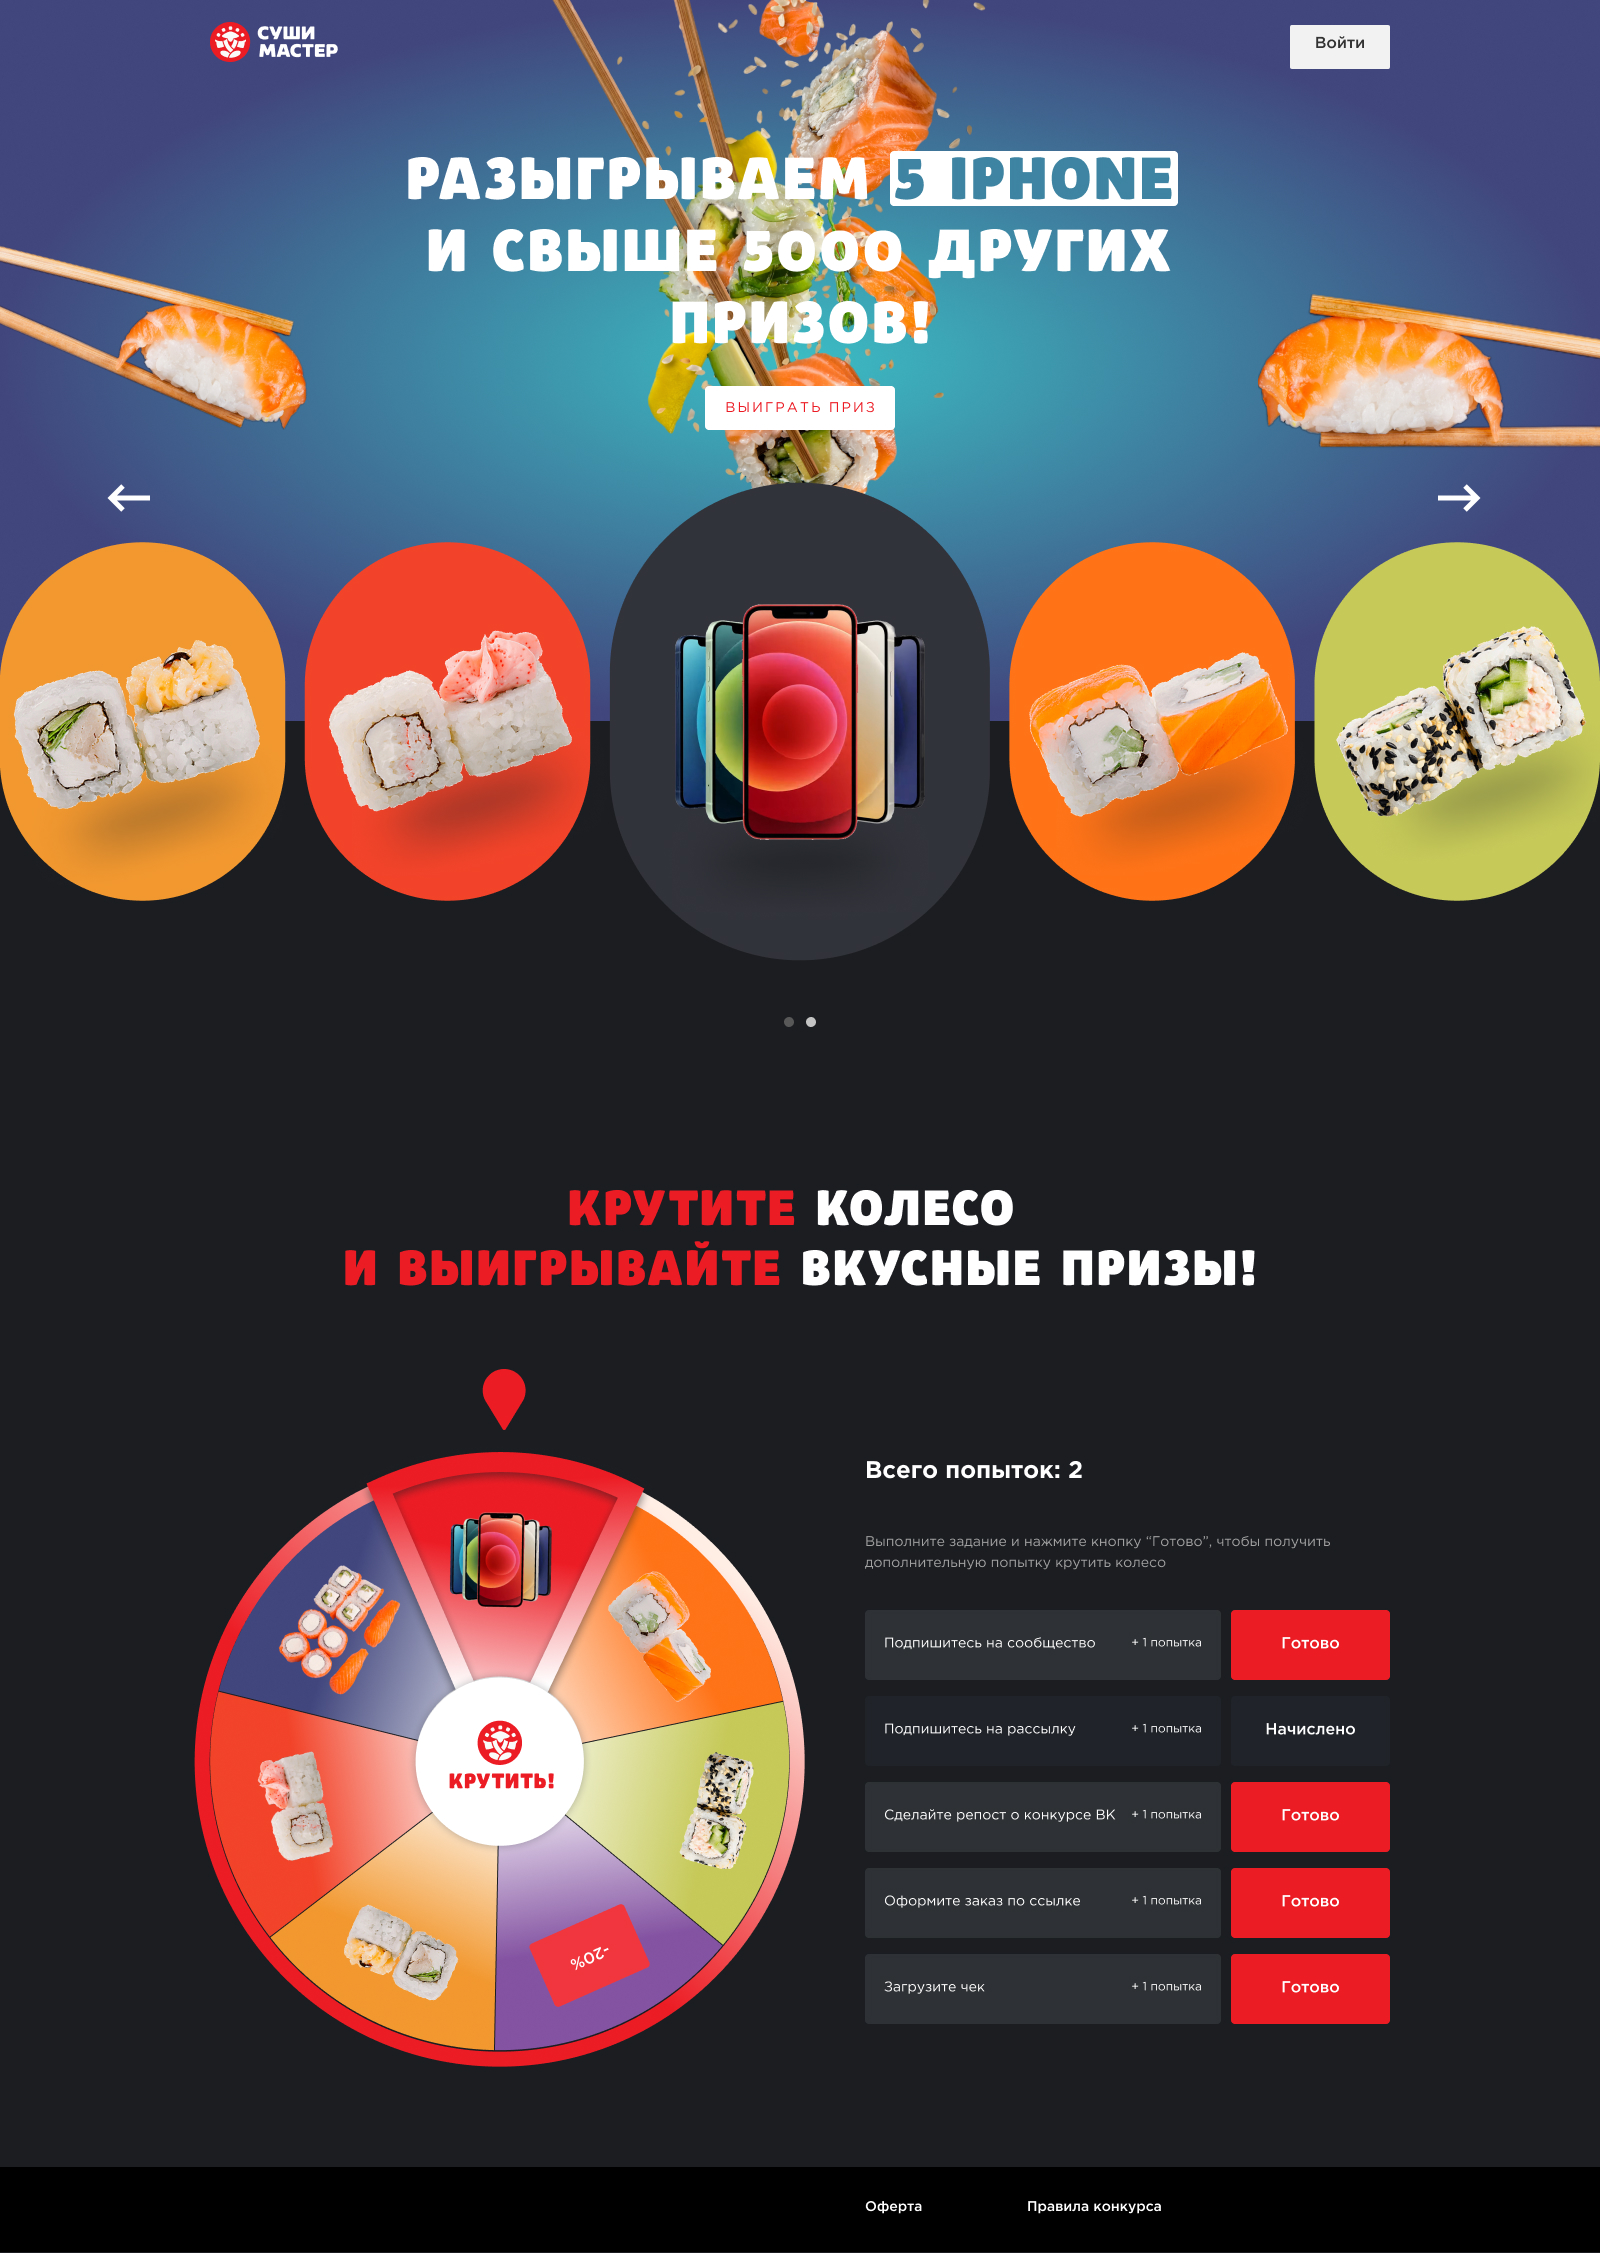 СУШИ
МАСТЕР
Войти
РАЗЫГРЫВАЕМ 5 IPHONE
И СВЫШЕ 5000 ДРУГИХ
ПРИЗОВ!
ВЫИГРАТЬ ПРИЗ
КРУТИТЕ КОЛЕСО
И ВЫИГРЫВАЙТЕ ВКУСНЫЕ ПРИЗЫ!
КРУТИТЬ!
-20%
Всего попыток: 2
Выполните задание и нажмите кнопку “Готово”, чтобы получить
дополнительную попытку крутить колесо
Подпишитесь на сообщество + 1 попытка Готово
Подпишитесь на рассылку + 1 попытка Начислено
Сделайте репост о конкурсе ВК + 1 попытка Готово
Оформите заказ по ссылке + 1 попытка Готово
Загрузите чек + 1 попытка Готово
Оферта Правила конкурса